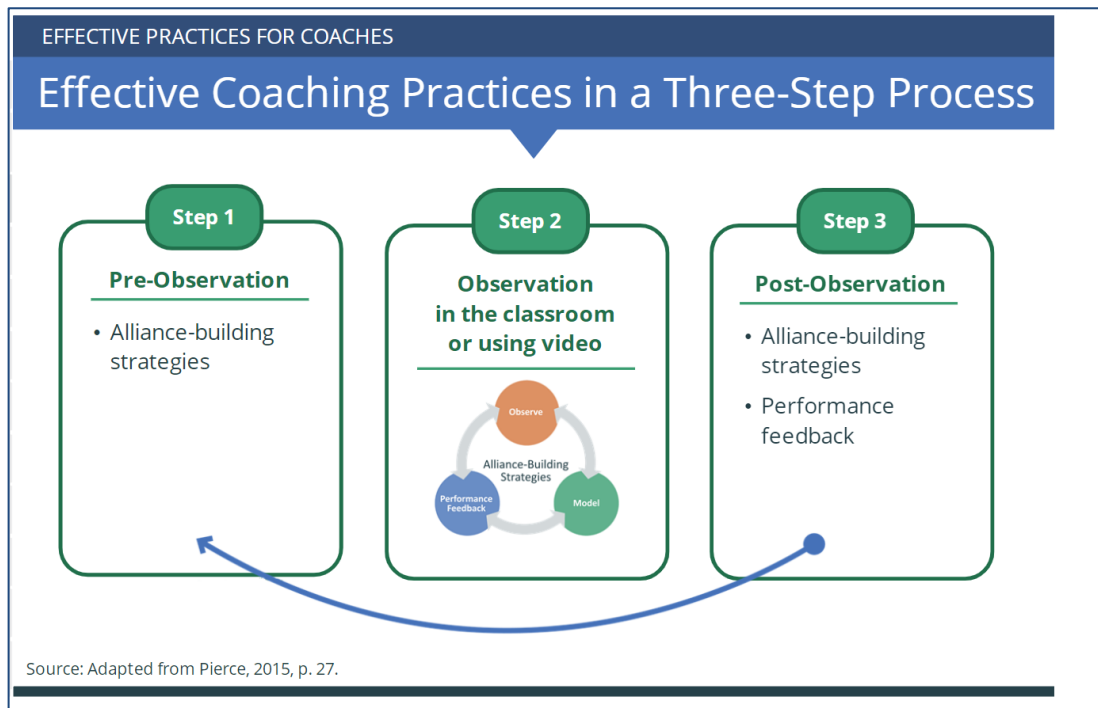 EFFECTIVE PRACTICES FOR COACHES
Effective Coaching Practices in a Three-Step Process
Step 1
Pre-Observation
• Alliance-building
strategies
Step 2
Observation
in the classroom
or using video
Observe
Alliance-Building
Strategies
Performance
Feedback
Model
Step 3
Post-Observation
• Alliance-building
strategies
• Performance
feedback
Source: Adapted from Pierce, 2015, p. 27.